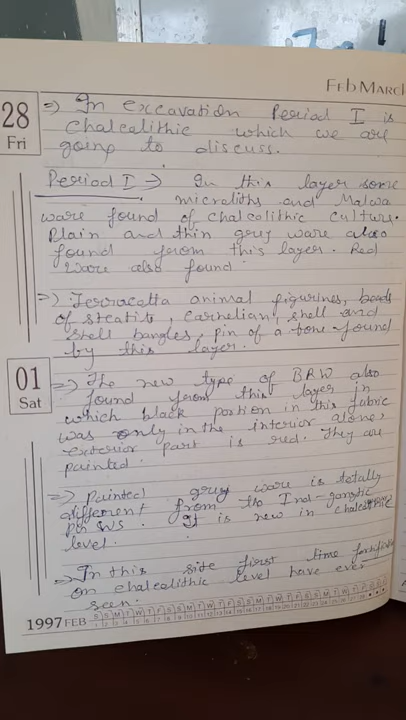 Feb March
28
Fri
=) In excavation Period I is
chalcolithic which we are
going to discuss.
Period I => In this layer some
microliths and Malwa
ware found of chalcolithic culture.
Plain and thin grey ware also
found from this layer. Red
ware also found.
=) Terracotta animal figurines, beads
of steatite, carnelian, shell and
shell bangles, pin of a bone found
by this layer.
01
Sat
=) The new type of BRW also
found from this layer in
which black portion in this fabric
was only in the interior alone,
exterior part is red. They are
painted.
=) Painted grey ware is totally
different from the Ind-gangetic
It is new in chalcolithic
level.
=> In this site first time
on chalcolithic level have ever
seen.
1997 FEB